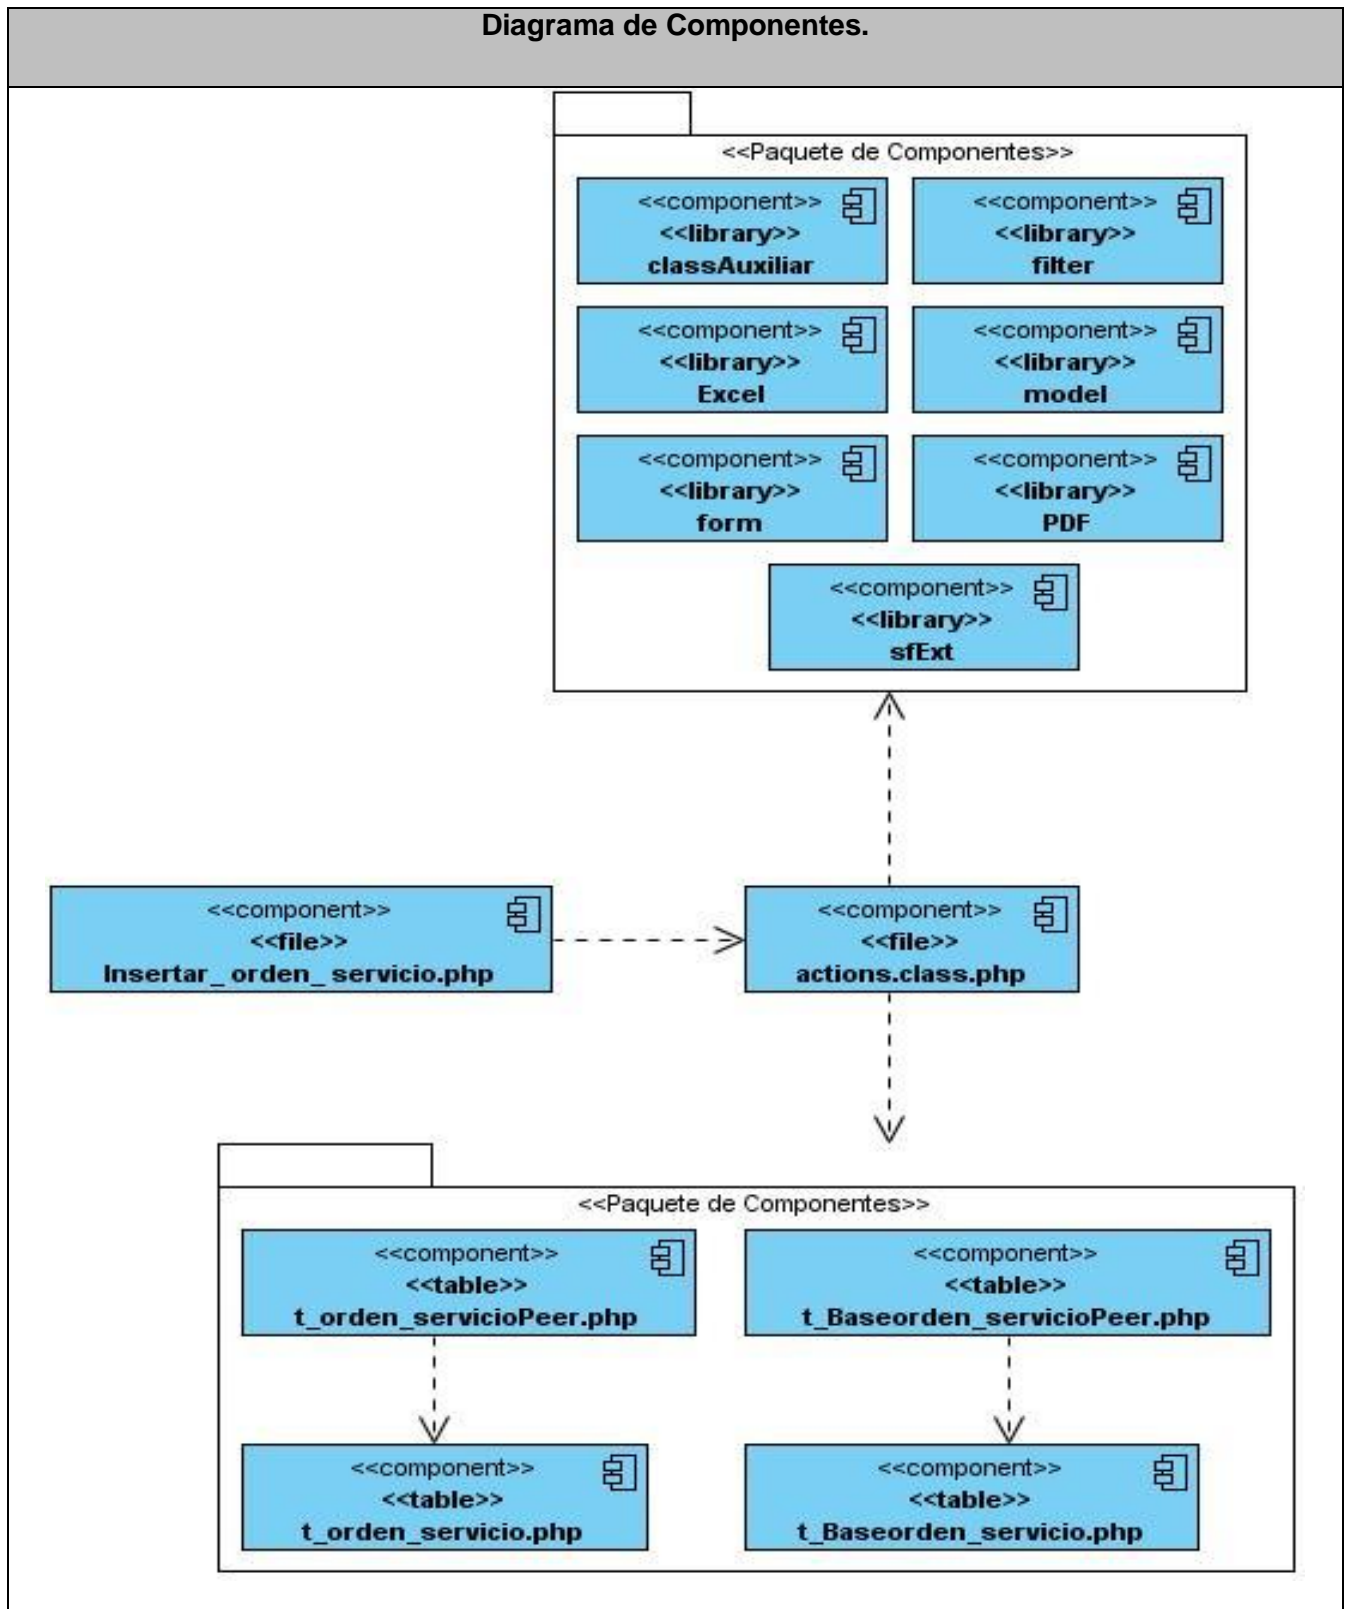 Diagrama de Componentes.
<<Paquete de Componentes>>
<<component>>
<<library>>
classAuxiliar
<<component>>
<<library>>
filter
<<component>>
<<library>>
Excel
<<component>>
<<library>>
model
<<component>>
<<library>>
form
<<component>>
<<library>>
PDF
<<component>>
<<library>>
sfExt
<<component>>
<<file>>
Insertar_ orden_ servicio.php
<<component>>
<<file>>
actions.class.php
<<Paquete de Componentes>>
<<component>>
<<table>>
t_orden_servicioPeer.php
<<component>>
<<table>>
t_Baseorden_servicioPeer.php
<<component>>
<<table>>
t_orden_servicio.php
<<component>>
<<table>>
t_Baseorden_servicio.php